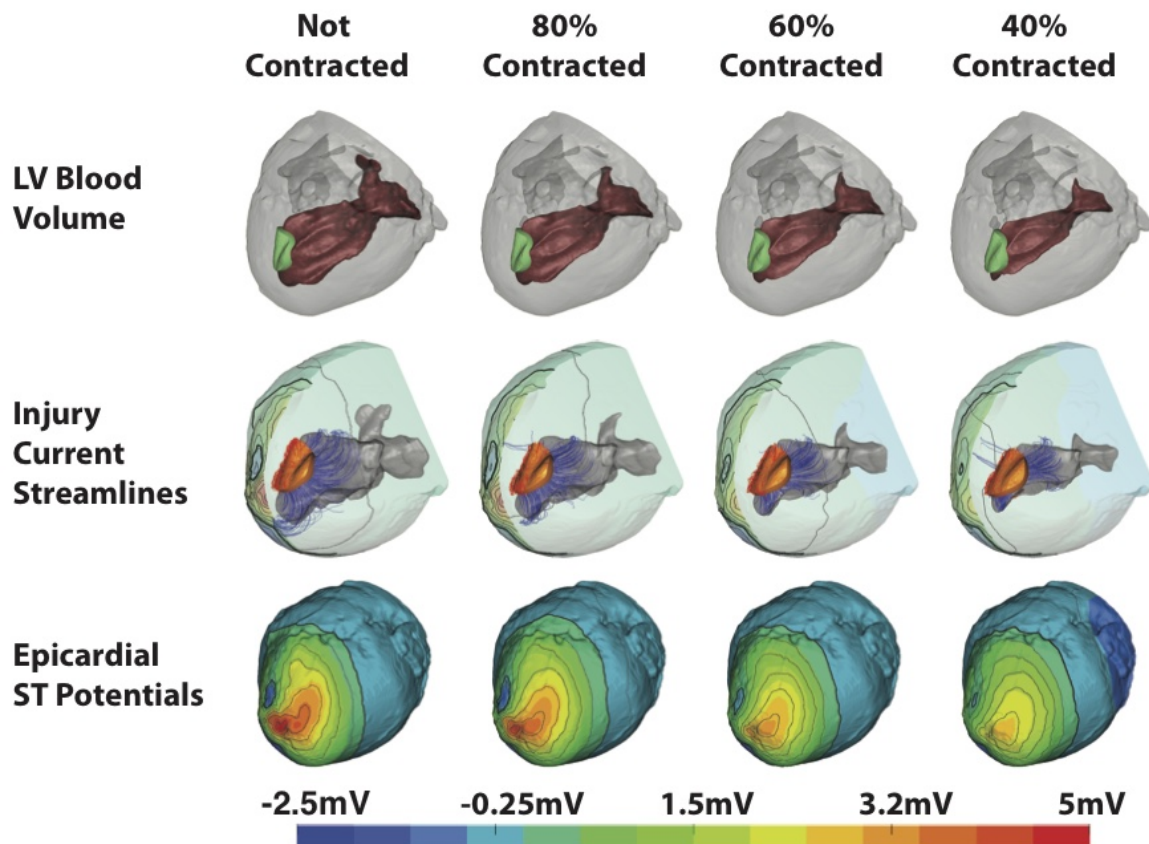 Not
Contracted
80%
Contracted
60%
Contracted
40%
Contracted
LV Blood
Volume
Injury
Current
Streamlines
Epicardial
ST Potentials
-2.5mV
-0.25mV
1.5mV
3.2mV
5mV